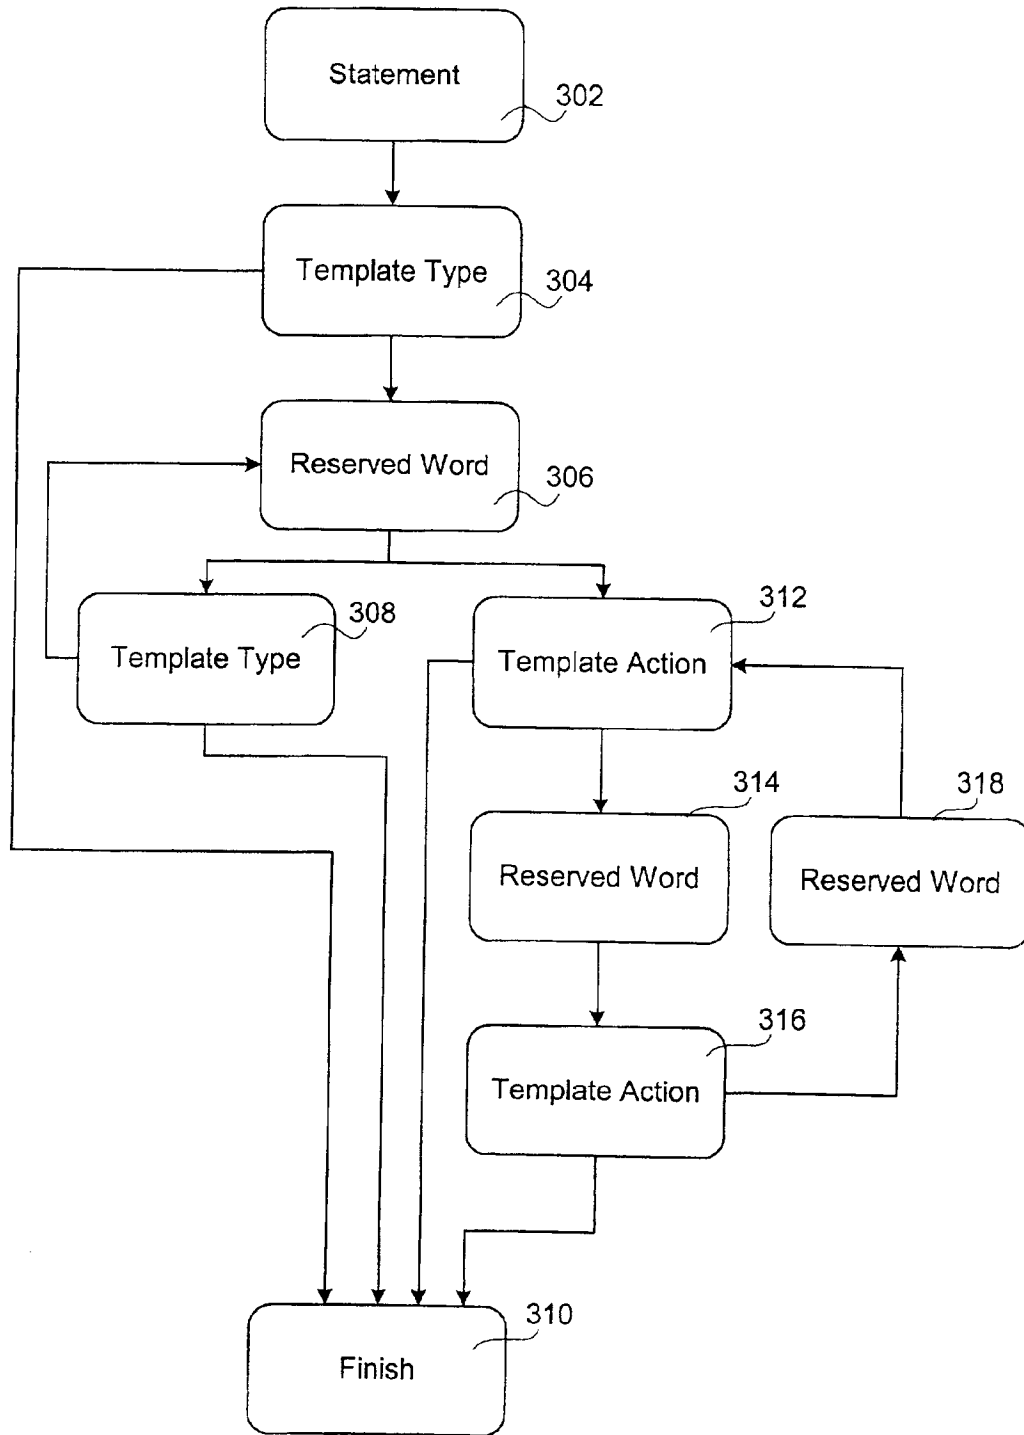 Statement
302
Template Type
304
Reserved Word
306
Template Type
308
Template Action
312
Reserved Word
314
Reserved Word
318
Template Action
316
Finish
310